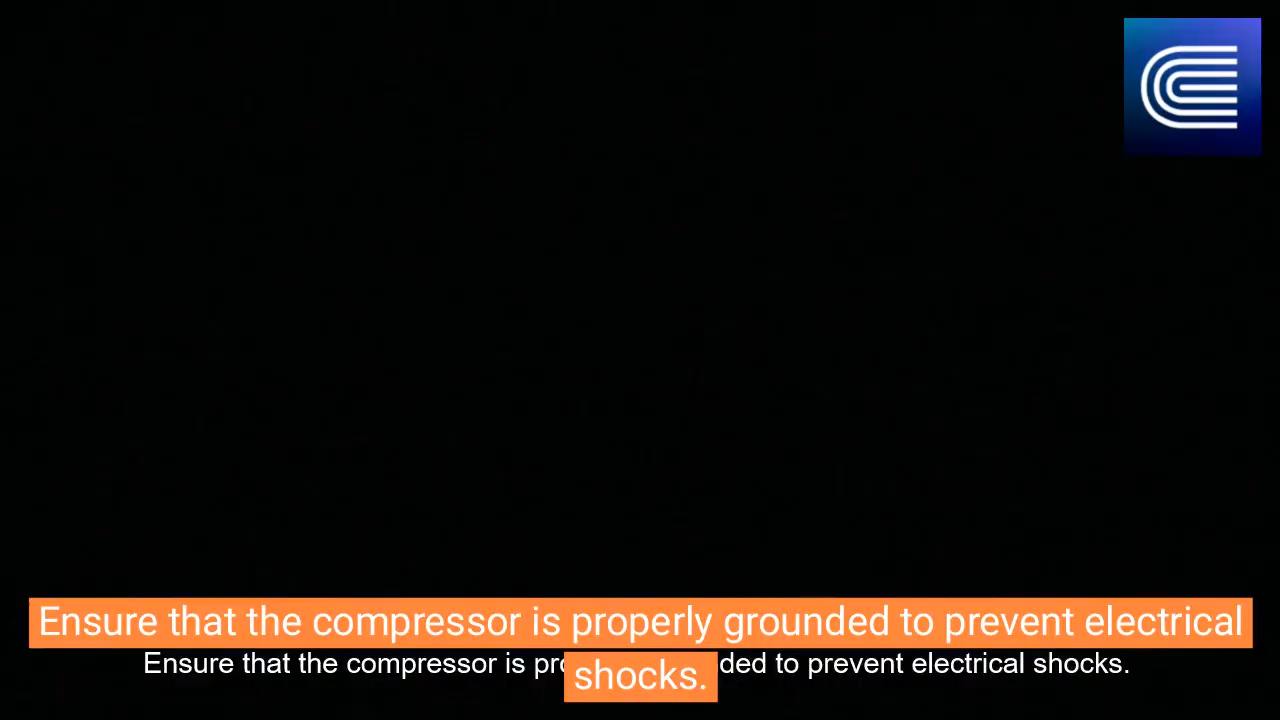 Ensure that the compressor is properly grounded to prevent electrical
shocks.
Ensure that the compressor is pro ded to prevent electrical shocks.